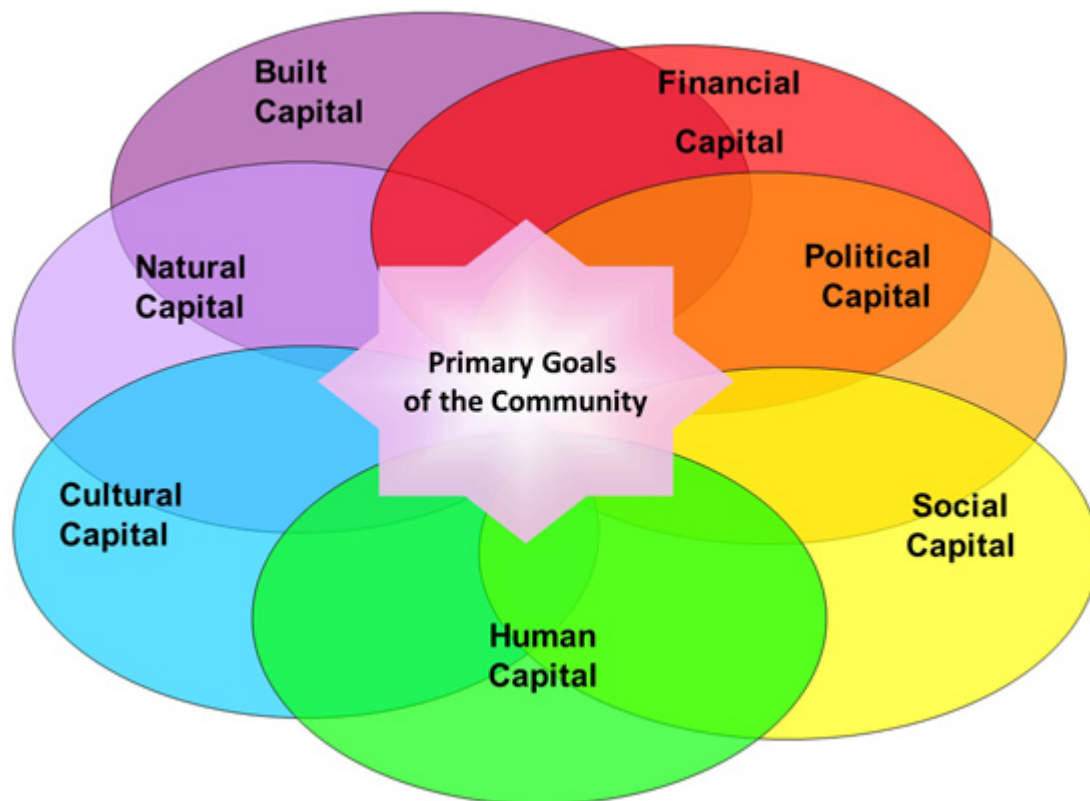 Built
Capital
Financial
Capital
Natural
Capital
Political
Capital
Primary Goals
of the Community
Cultural
Capital
Social
Capital
Human
Capital